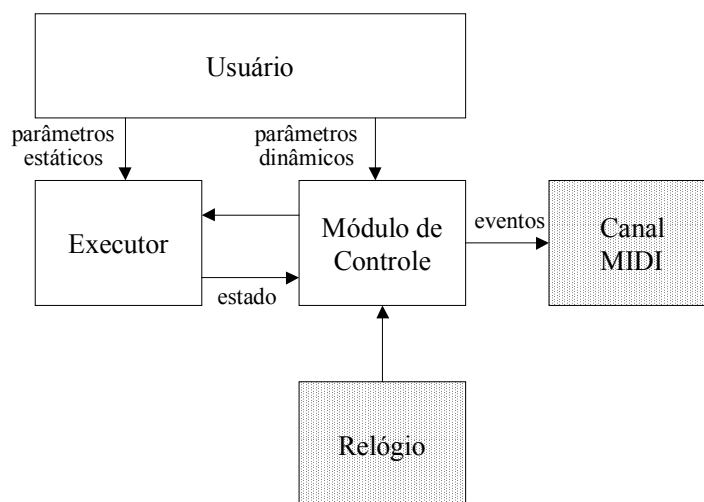 Usuário
parâmetros
estáticos
parâmetros
dinâmicos
Executor
Módulo de
Controle
eventos
Canal
MIDI
estado
Relógio